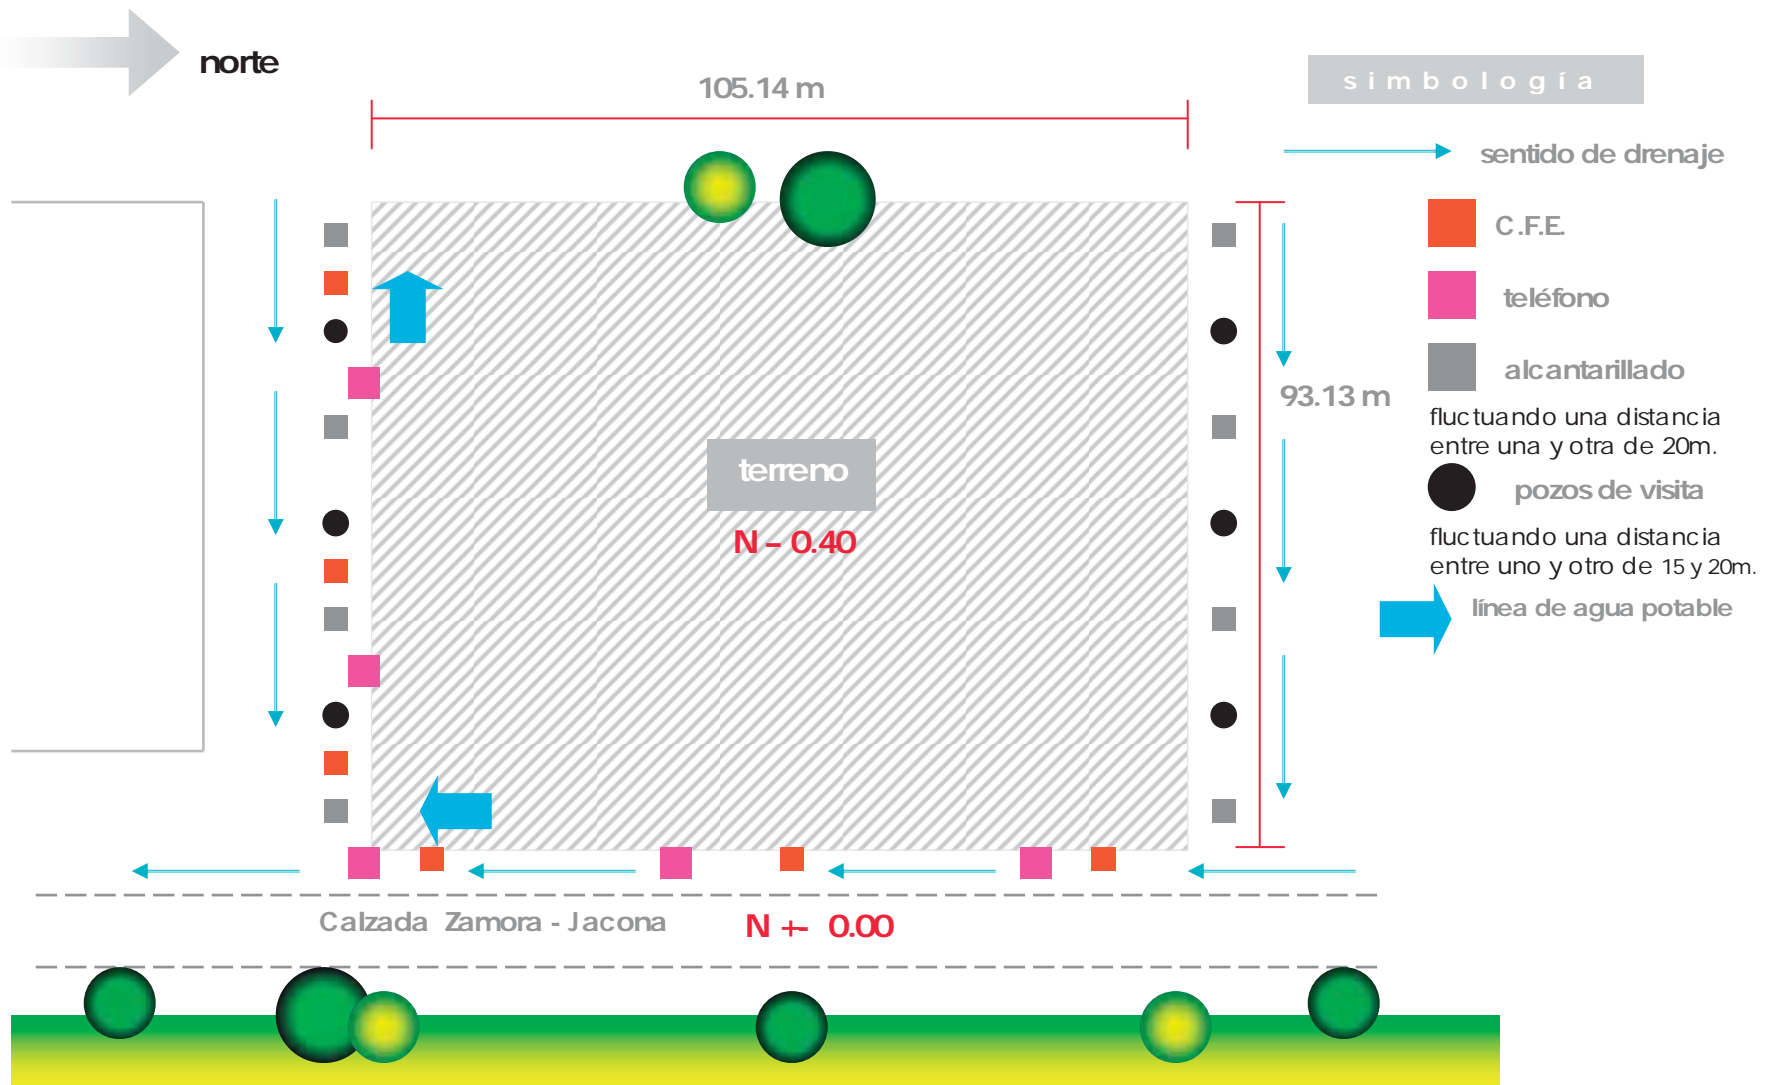 norte
105.14 m
simbología
sentido de drenaje
C.F.E.
teléfono
alcantarillado
93.13 m
fluctuando una distancia
entre una y otra de 20m.
terreno
pozos de visita
N - 0.40
fluctuando una distancia
entre uno y otro de 15 y 20m.
línea de agua potable
Calzada Zamora - Jacona
N +- 0.00